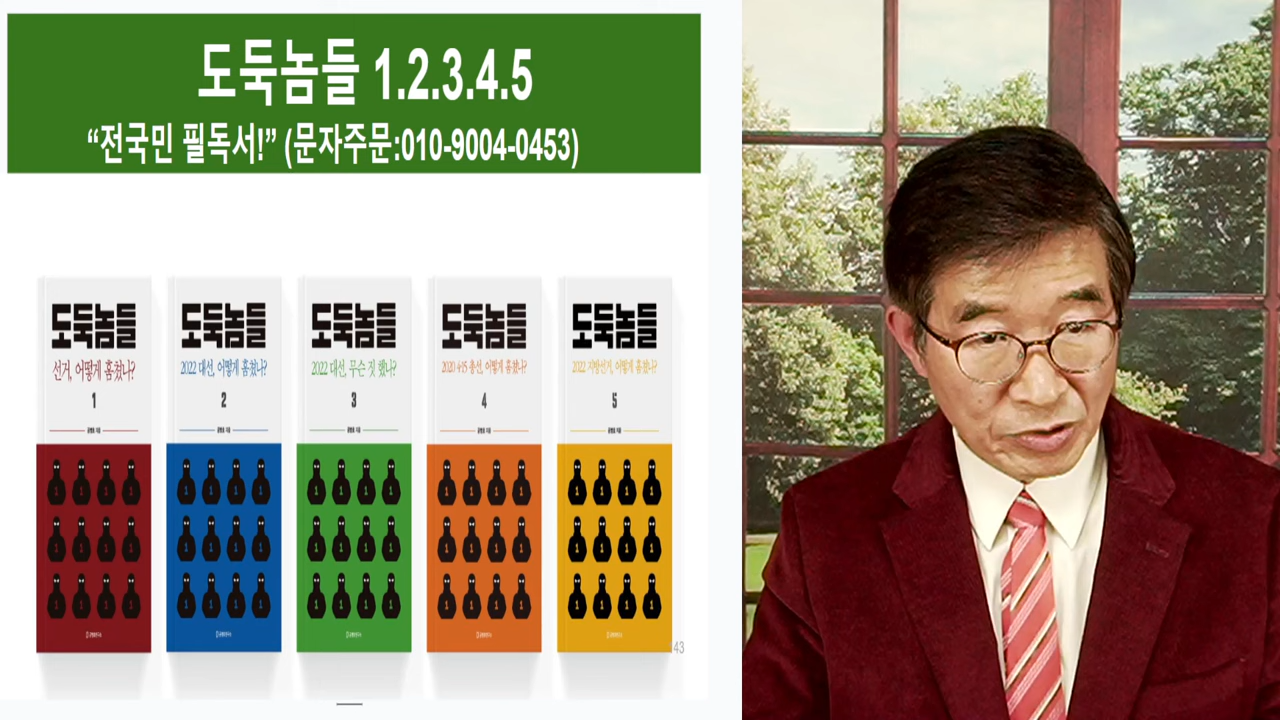 도둑놈들 1.2.3.4.5
“전국민 필독서!” (문자주문:010-9004-0453)
도둑놈들
선거, 어떻게 훔쳤나?
1
도둑놈들
2022 대선, 어떻게 훔쳤나?
2
도둑놈들
2022 대선, 무슨 짓 했나?
3
도둑놈들
2020 4·15 총선, 어떻게 훔쳤나?
4
도둑놈들
2022 지방선거, 어떻게 훔쳤나?
5
43